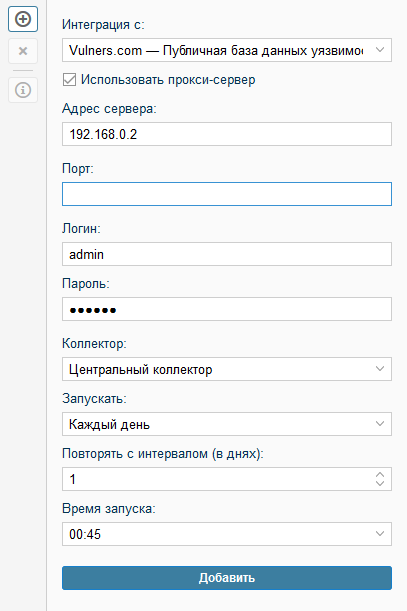 Интеграция с:
Vulners.com — Публичная база данных уязвимо
Использовать прокси-сервер
Адрес сервера:
192.168.0.2
Порт:
Логин:
admin
Пароль:
●●●●●●
Коллектор:
Центральный коллектор
Запускать:
Каждый день
Повторять с интервалом (в днях):
1
Время запуска:
00:45
Добавить